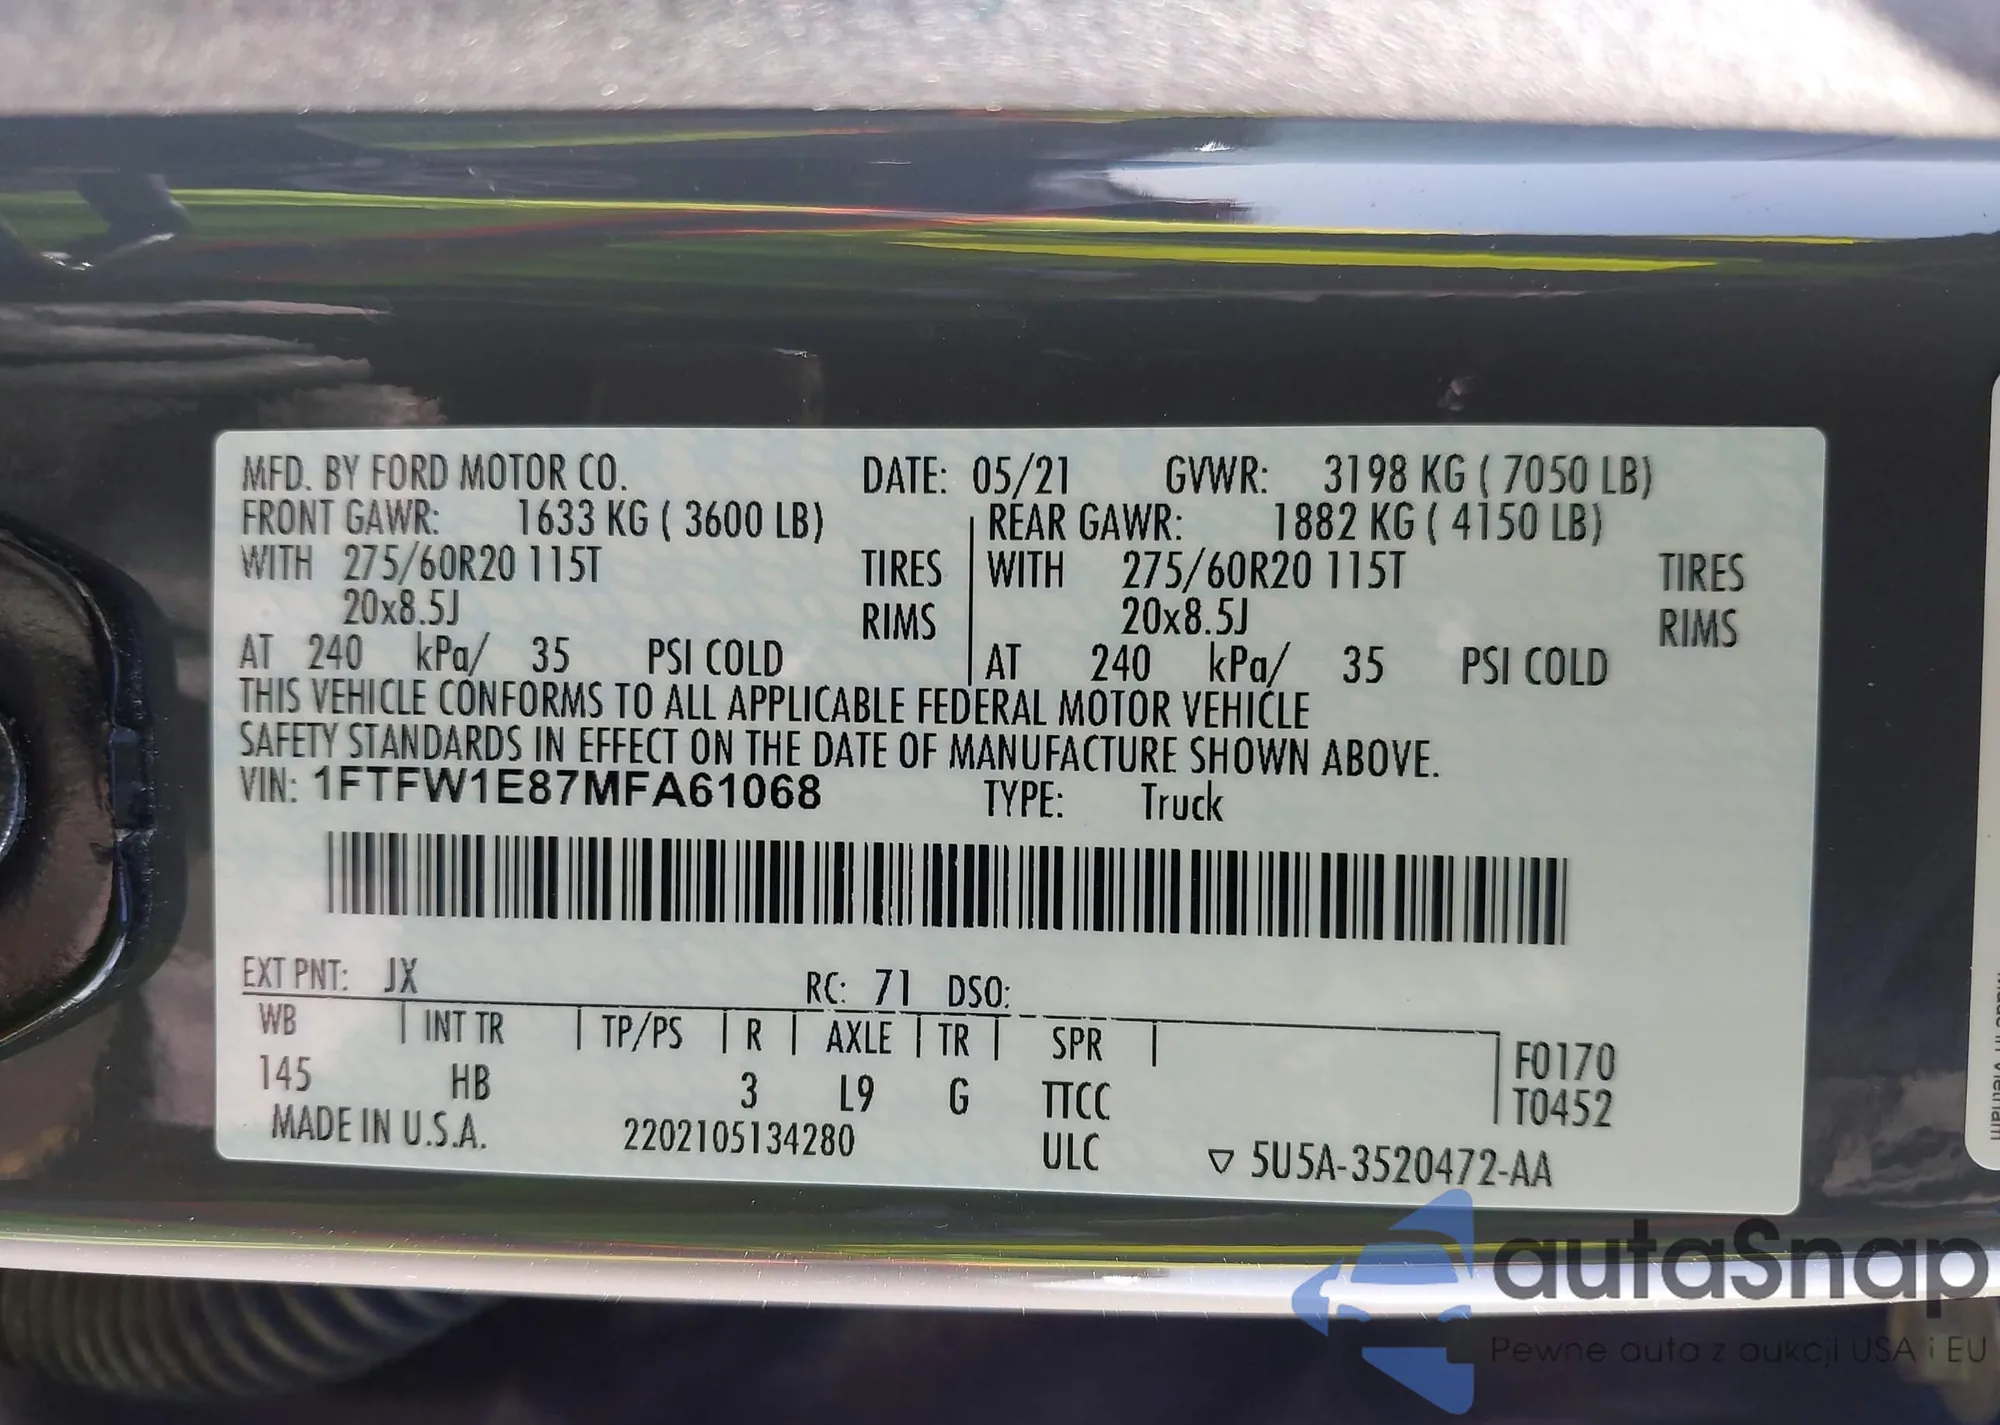 MFD. BY FORD MOTOR CO. DATE: 05/21 GVWR: 3198 KG ( 7050 LB)
FRONT GAWR: 1633 KG ( 3600 LB) REAR GAWR: 1882 KG ( 4150 LB)
WITH 275/60R20 115T TIRES WITH 275/60R20 115T TIRES
20x8.5J RIMS 20x8.5J RIMS
AT 240 kPa/ 35 PSI COLD AT 240 kPa/ 35 PSI COLD
THIS VEHICLE CONFORMS TO ALL APPLICABLE FEDERAL MOTOR VEHICLE
SAFETY STANDARDS IN EFFECT ON THE DATE OF MANUFACTURE SHOWN ABOVE.
VIN: 1FTFW1E87MFA61068 TYPE: Truck
EXT PNT: JX RC: 71 DSO:
WB INT TR TP/PS R AXLE TR SPR F0170
145 HB 3 L9 G TTCC T0452
MADE IN U.S.A. 2202105134280 ULC ▽ 5U5A-3520472-AA
Made in Vietnam
autaSnap
Pewne auta z aukcji USA i EU